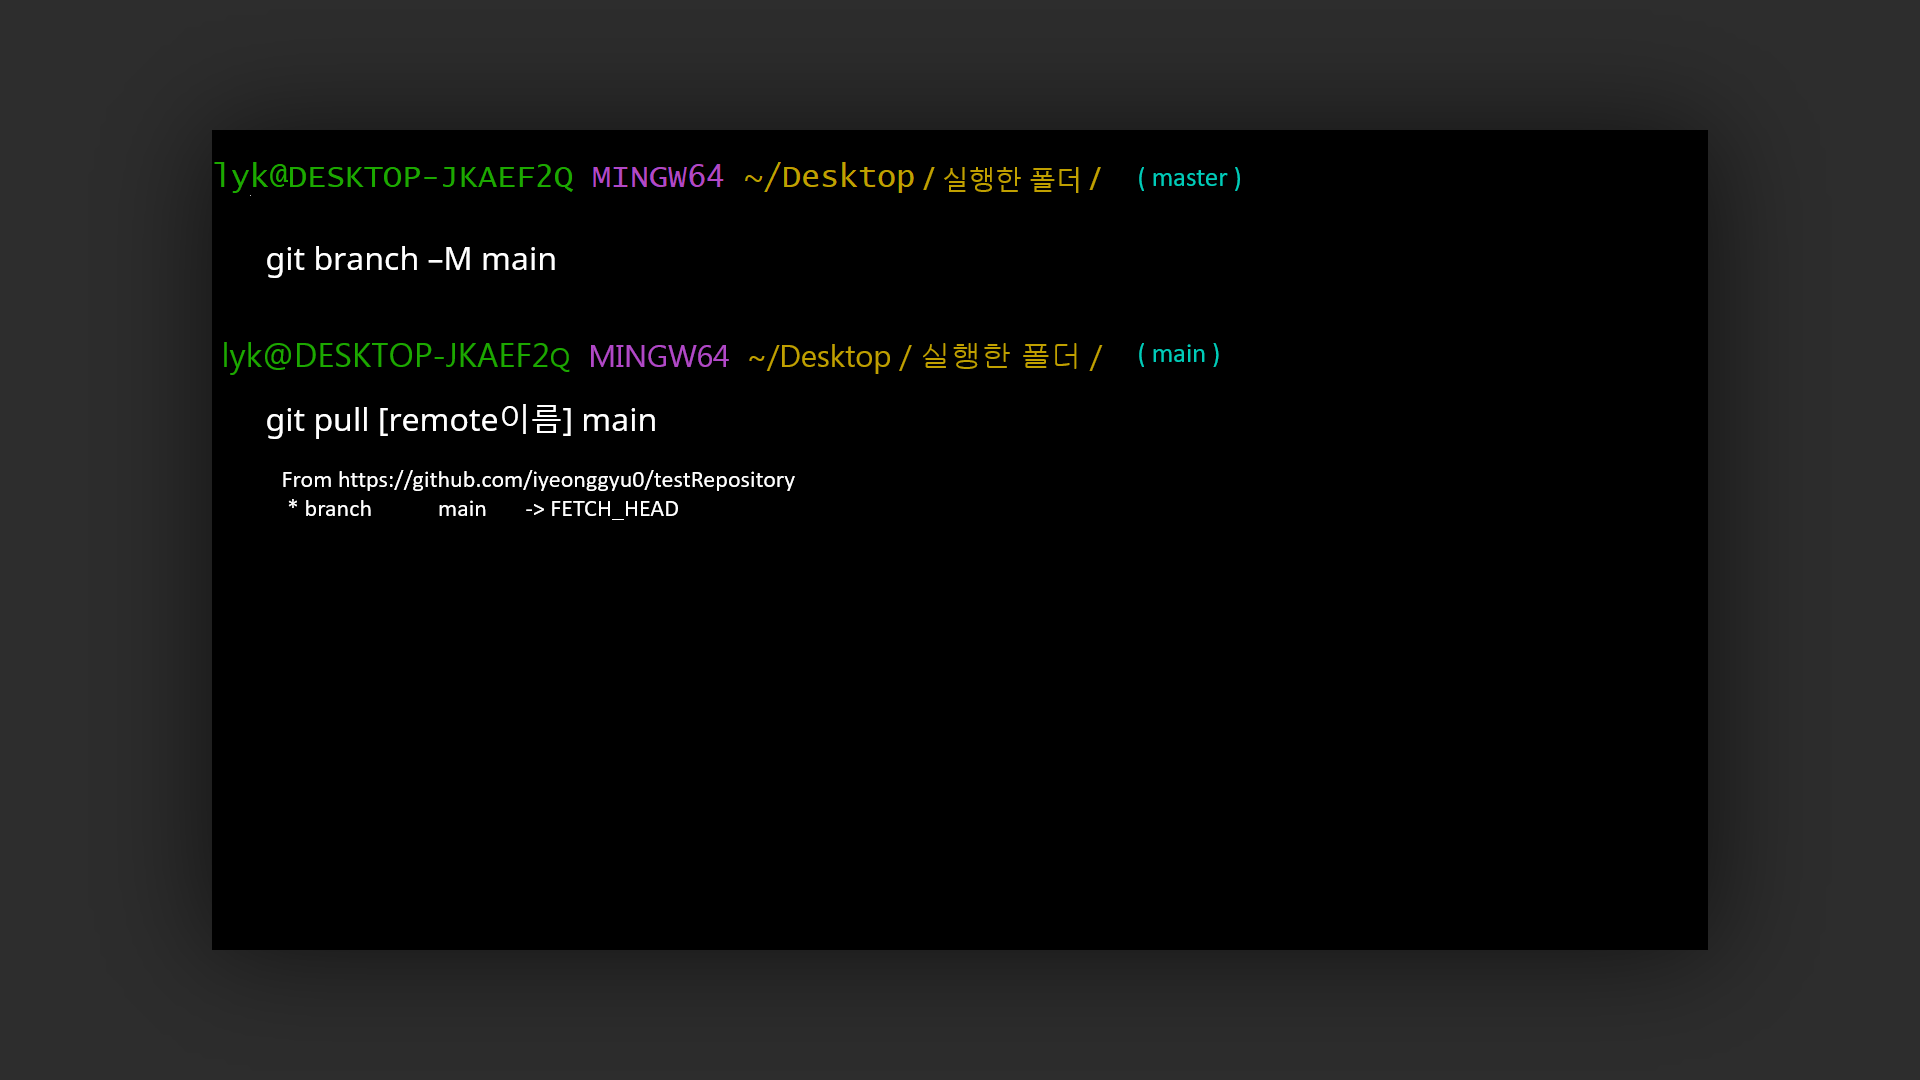 lyk@DESKTOP-JKAEF2Q MINGW64 ~/Desktop / 실행한 폴더 / ( master )
git branch –M main
lyk@DESKTOP-JKAEF2Q MINGW64 ~/Desktop / 실행한 폴더 / ( main )
git pull [remote이름] main
From https://github.com/iyeonggyu0/testRepository
* branch main -> FETCH_HEAD